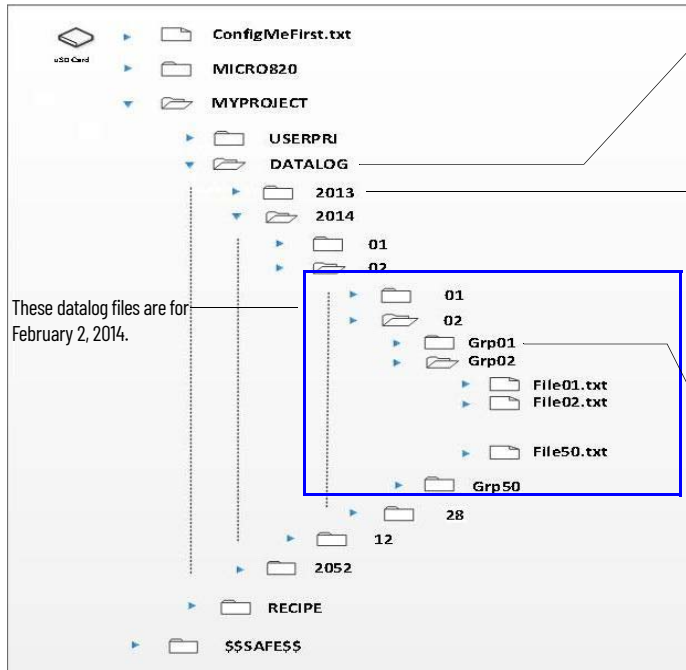 ConfigMeFirst.txt
uSD Card
MICRO820
MYPROJECT
USERPRJ
DATALOG
2013
2014
01
02
01
These datalog files are for
February 2, 2014.
02
Grp01
Grp02
File01.txt
File02.txt
File50.txt
Grp50
28
12
2052
RECIPE
$$SAFE$$